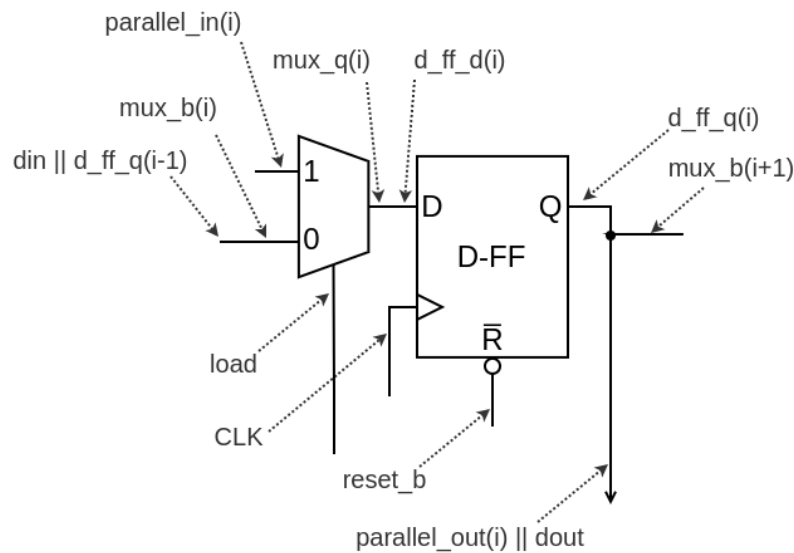 parallel_in(i)
mux_q(i)
d_ff_d(i)
mux_b(i)
d_ff_q(i)
din || d_ff_q(i-1)
mux_b(i+1)
1
D
Q
0
D-FF
R̅
load
CLK
reset_b
parallel_out(i) || dout